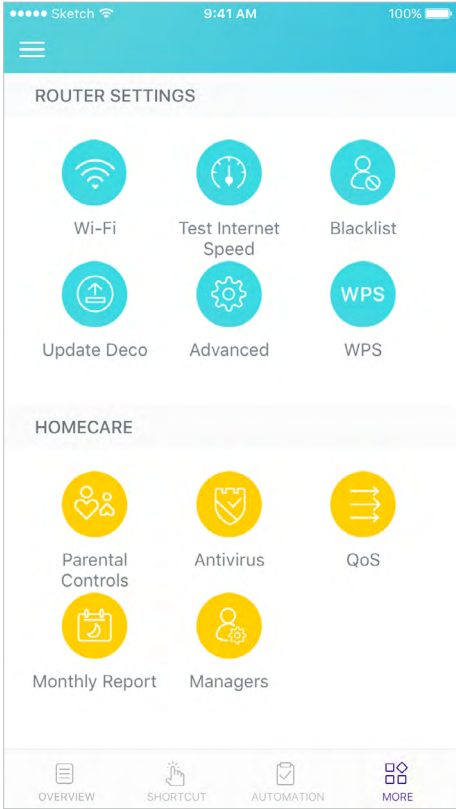 Sketch 9:41 AM 100%
ROUTER SETTINGS
Wi-Fi Test Internet Speed Blacklist
WPS
Update Deco Advanced WPS
HOMECARE
Parental Controls Antivirus QoS
Monthly Report Managers
OVERVIEW SHORTCUT AUTOMATION MORE